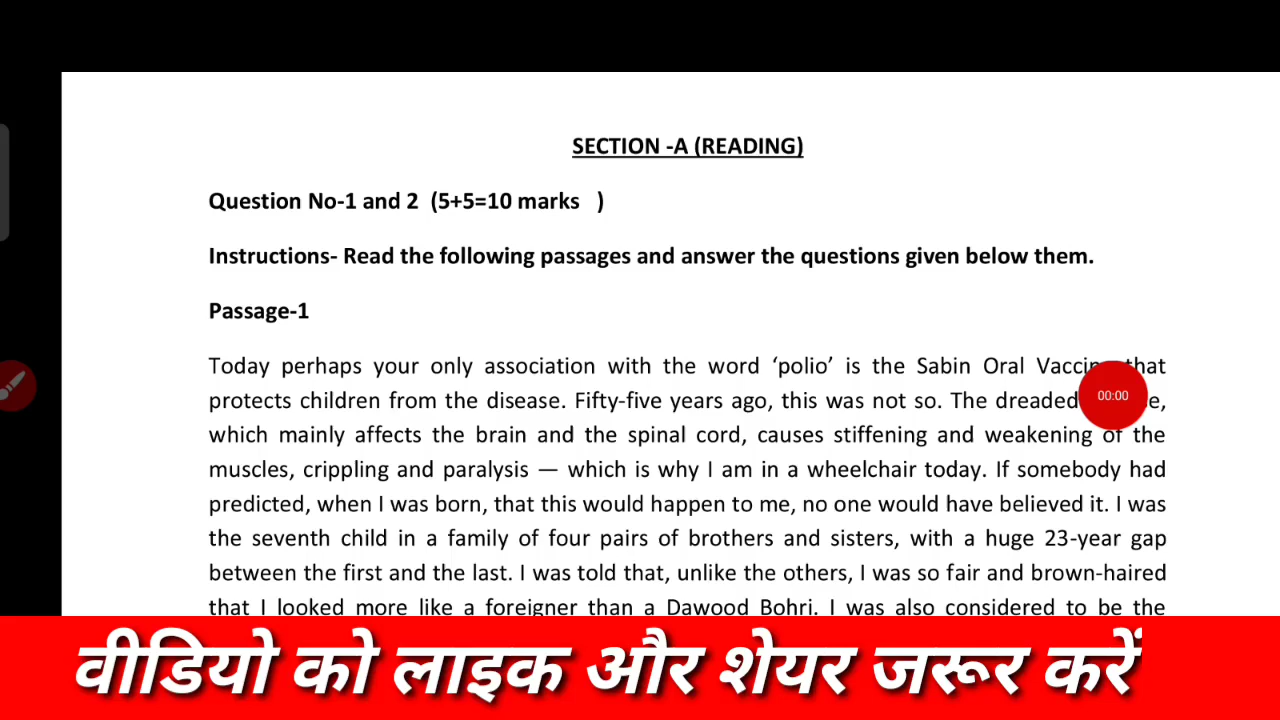 SECTION -A (READING)
Question No-1 and 2 (5+5=10 marks )
Instructions- Read the following passages and answer the questions given below them.
Passage-1
Today perhaps your only association with the word ‘polio’ is the Sabin Oral Vaccine that
protects children from the disease. Fifty-five years ago, this was not so. The dreaded
which mainly affects the brain and the spinal cord, causes stiffening and weakening of the
muscles, crippling and paralysis — which is why I am in a wheelchair today. If somebody had
predicted, when I was born, that this would happen to me, no one would have believed it. I was
the seventh child in a family of four pairs of brothers and sisters, with a huge 23-year gap
between the first and the last. I was told that, unlike the others, I was so fair and brown-haired
that I looked more like a foreigner than a Dawood Bohri. I was also considered to be the
00:00
वीडियो को लाइक और शेयर जरूर करें